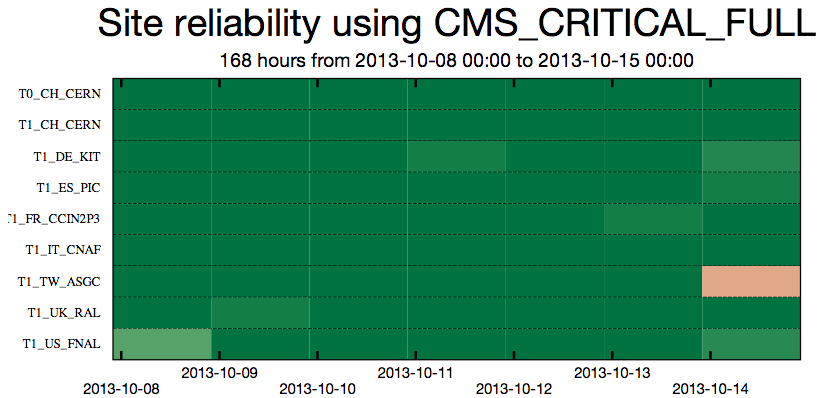 Site reliability using CMS_CRITICAL_FULL
168 hours from 2013-10-08 00:00 to 2013-10-15 00:00
T0_CH_CERN
T1_CH_CERN
T1_DE_KIT
T1_ES_PIC
T1_FR_CCIN2P3
T1_IT_CNAF
T1_TW_ASGC
T1_UK_RAL
T1_US_FNAL
2013-10-08
2013-10-09
2013-10-10
2013-10-11
2013-10-12
2013-10-13
2013-10-14